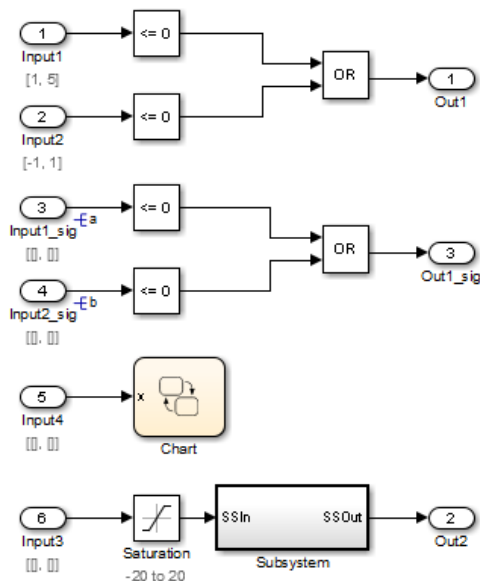 1
<= 0
Input1
[1, 5]
OR
1
Out1
2
<= 0
Input2
[-1, 1]
3
a
<= 0
Input1_sig
[[], []]
OR
3
Out1_sig
4
b
<= 0
Input2_sig
[[], []]
5
x
Input4
[[], []]
Chart
6
Input3
[[], []]
Saturation
-20 to 20
SSIn
SSOut
Subsystem
2
Out2